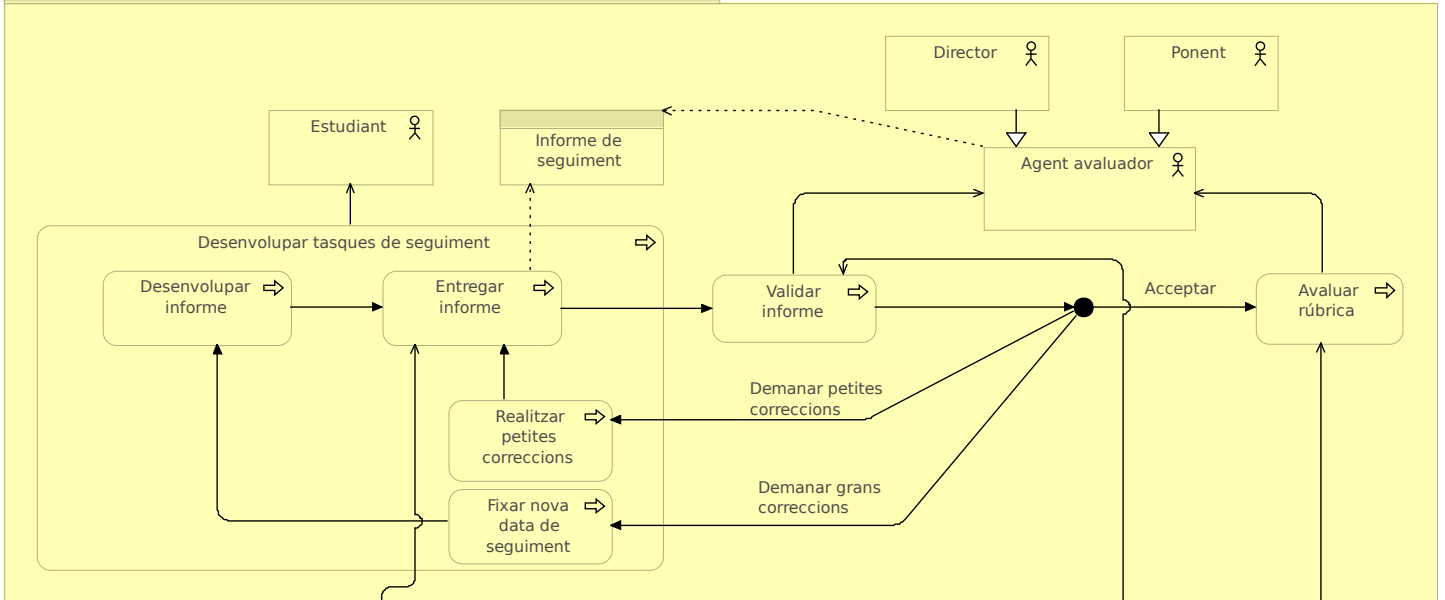 Director
Ponent
Estudiant
Informe de
seguiment
Agent avaluador
Desenvolupar tasques de seguiment
Desenvolupar
informe
Entregar
informe
Validar
informe
Acceptar
Avaluar
rúbrica
Demanar petites
correccions
Realitzar
petites
correccions
Demanar grans
correccions
Fixar nova
data de
seguiment